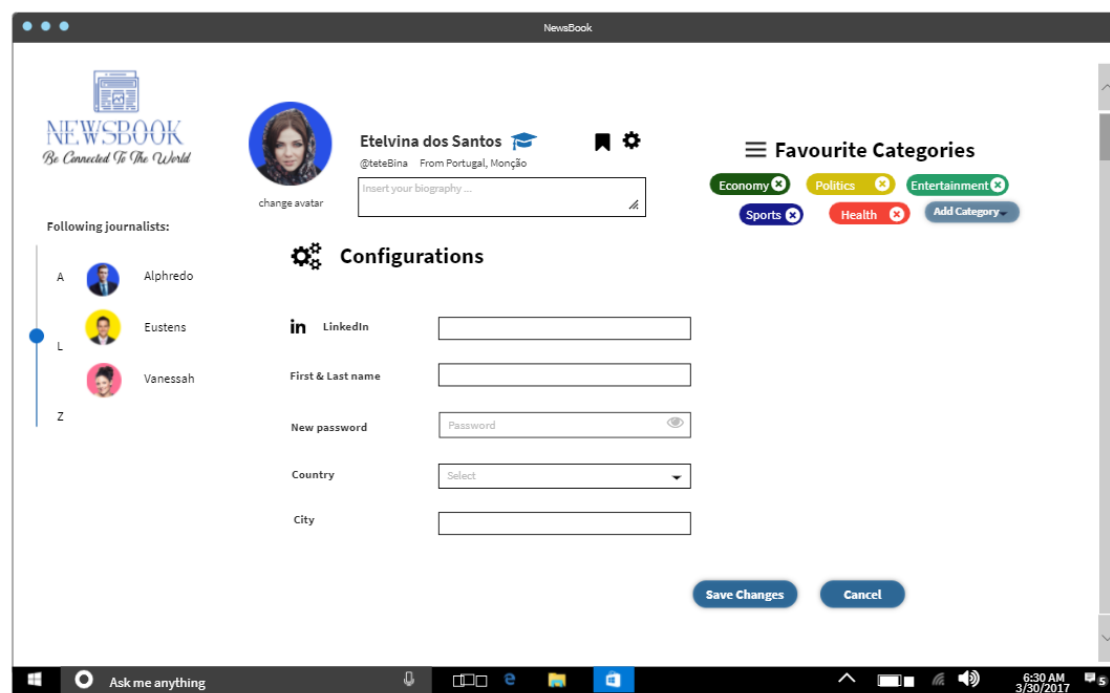 NewsBook
NEWSBOOK
Be Connected To The World
Etelvina dos Santos
@teteBina From Portugal, Monção
Insert your biography ...
change avatar
Favourite Categories
Economy
Politics
Entertainment
Sports
Health
Add Category
Following journalists:
A
Alphredo
Eustens
L
Vanessah
Z
Configurations
in LinkedIn
First & Last name
New password
Password
Country
Select
City
Save Changes
Cancel
Ask me anything
6:30 AM
3/30/2017
5